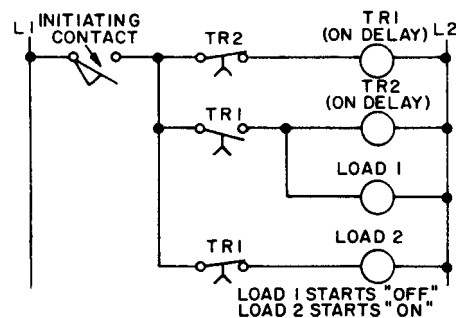 INITIATING
CONTACT
L1
TR1
(ON DELAY)
L2
TR2
TR2
(ON DELAY)
TR1
LOAD 1
TR1
LOAD 2
LOAD 1 STARTS "OFF"
LOAD 2 STARTS "ON"